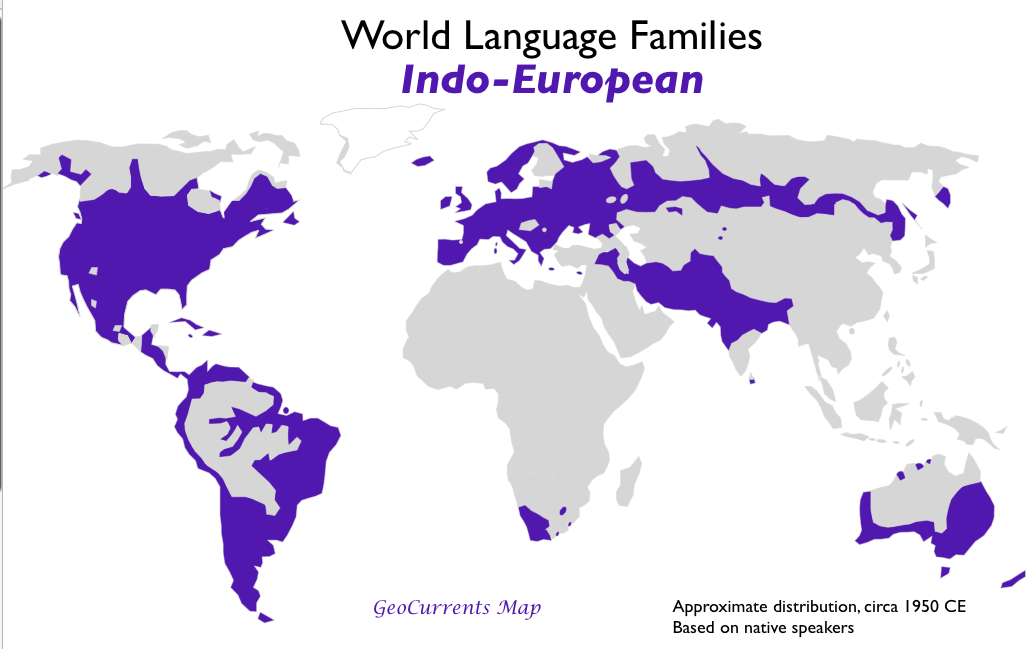 World Language Families
Indo-European
GeoCurrents Map
Approximate distribution, circa 1950 CE
Based on native speakers